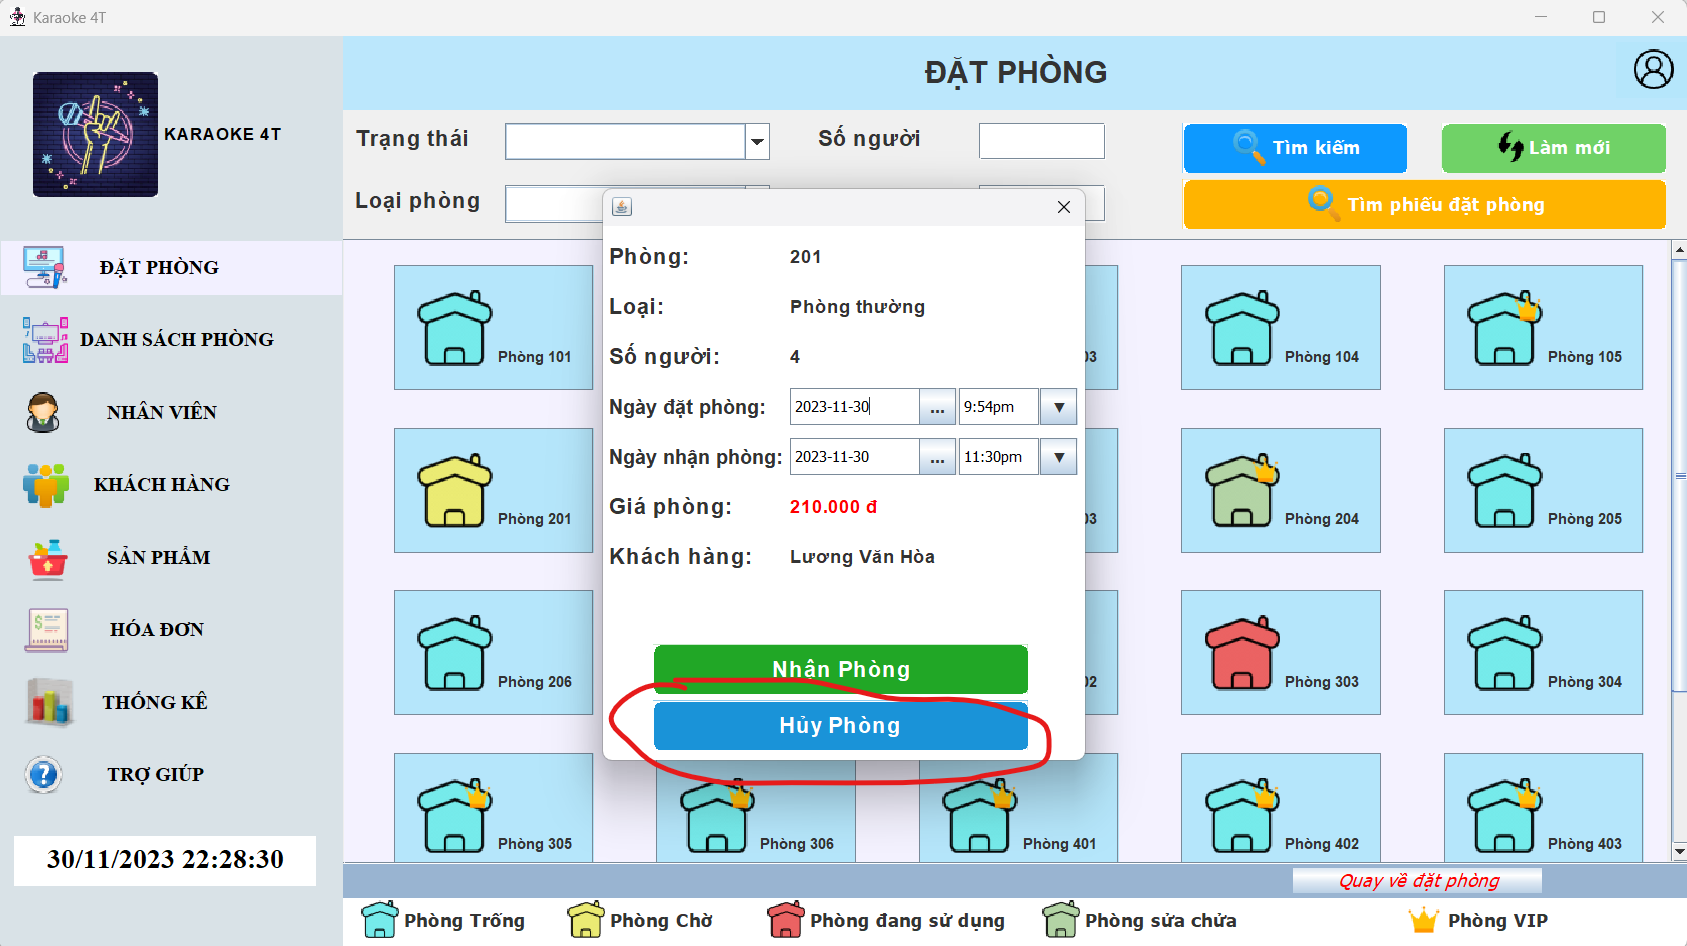 Karaoke 4T
KARAOKE 4T
ĐẶT PHÒNG
DANH SÁCH PHÒNG
NHÂN VIÊN
KHÁCH HÀNG
SẢN PHẨM
HÓA ĐƠN
THỐNG KÊ
TRỢ GIÚP
30/11/2023 22:28:30
ĐẶT PHÒNG
Trạng thái
Số người
Tìm kiếm
Làm mới
Loại phòng
Tìm phiếu đặt phòng
Phòng: 201
Loại: Phòng thường
Số người: 4
Ngày đặt phòng: 2023-11-30 ... 9:54pm
Ngày nhận phòng: 2023-11-30 ... 11:30pm
Giá phòng: 210.000 đ
Khách hàng: Lương Văn Hòa
Nhận Phòng
Hủy Phòng
Phòng 101
03
Phòng 104
Phòng 105
Phòng 201
03
Phòng 204
Phòng 205
Phòng 206
02
Phòng 303
Phòng 304
Phòng 305
Phòng 306
Phòng 401
Phòng 402
Phòng 403
Quay về đặt phòng
Phòng Trống
Phòng Chờ
Phòng đang sử dụng
Phòng sửa chửa
Phòng VIP